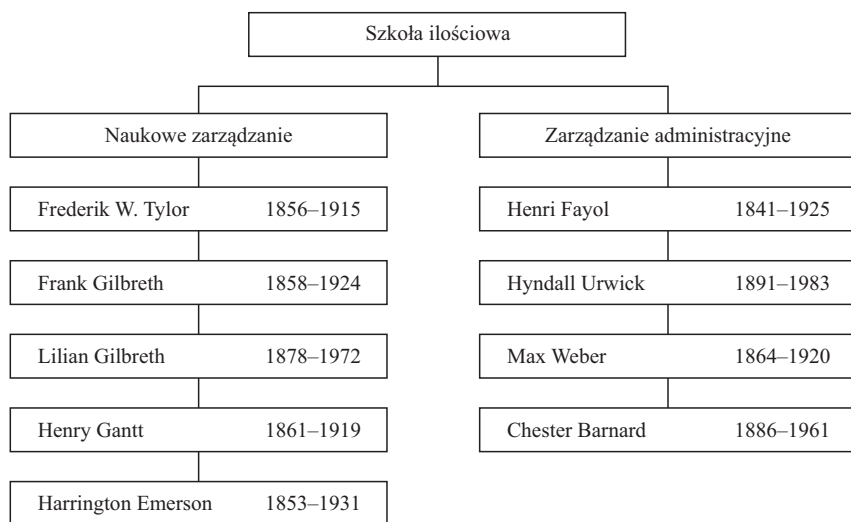 Szkoła ilościowa
Naukowe zarządzanie
Frederik W. Tylor 1856–1915
Frank Gilbreth 1858–1924
Lilian Gilbreth 1878–1972
Henry Gantt 1861–1919
Harrington Emerson 1853–1931
Zarządzanie administracyjne
Henri Fayol 1841–1925
Hyndall Urwick 1891–1983
Max Weber 1864–1920
Chester Barnard 1886–1961